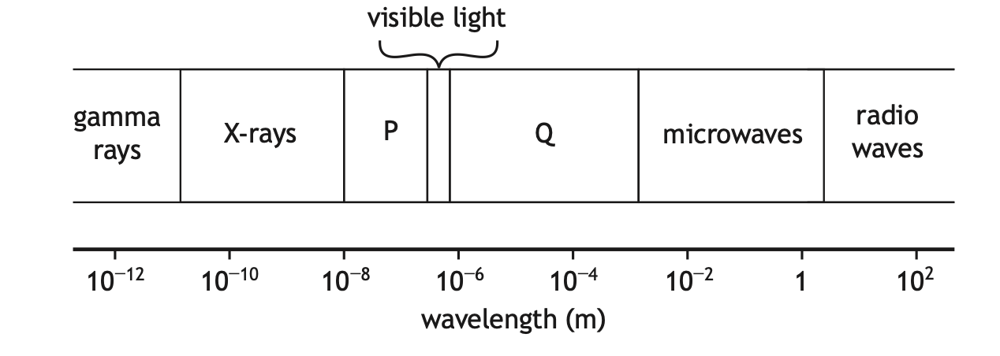 visible light
gamma
rays
X-rays
P
Q
microwaves
radio
waves
10⁻¹² 10⁻¹⁰ 10⁻⁸ 10⁻⁶ 10⁻⁴ 10⁻² 1 10²
wavelength (m)